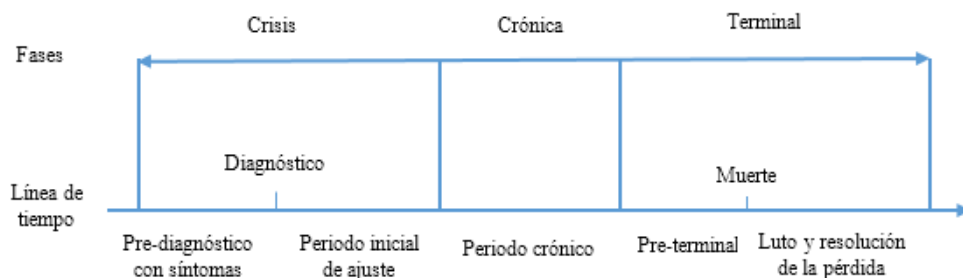 Crisis
Crónica
Terminal
Fases
Diagnóstico
Muerte
Línea de
tiempo
Pre-diagnóstico
con síntomas
Periodo inicial
de ajuste
Periodo crónico
Pre-terminal
Luto y resolución
de la pérdida